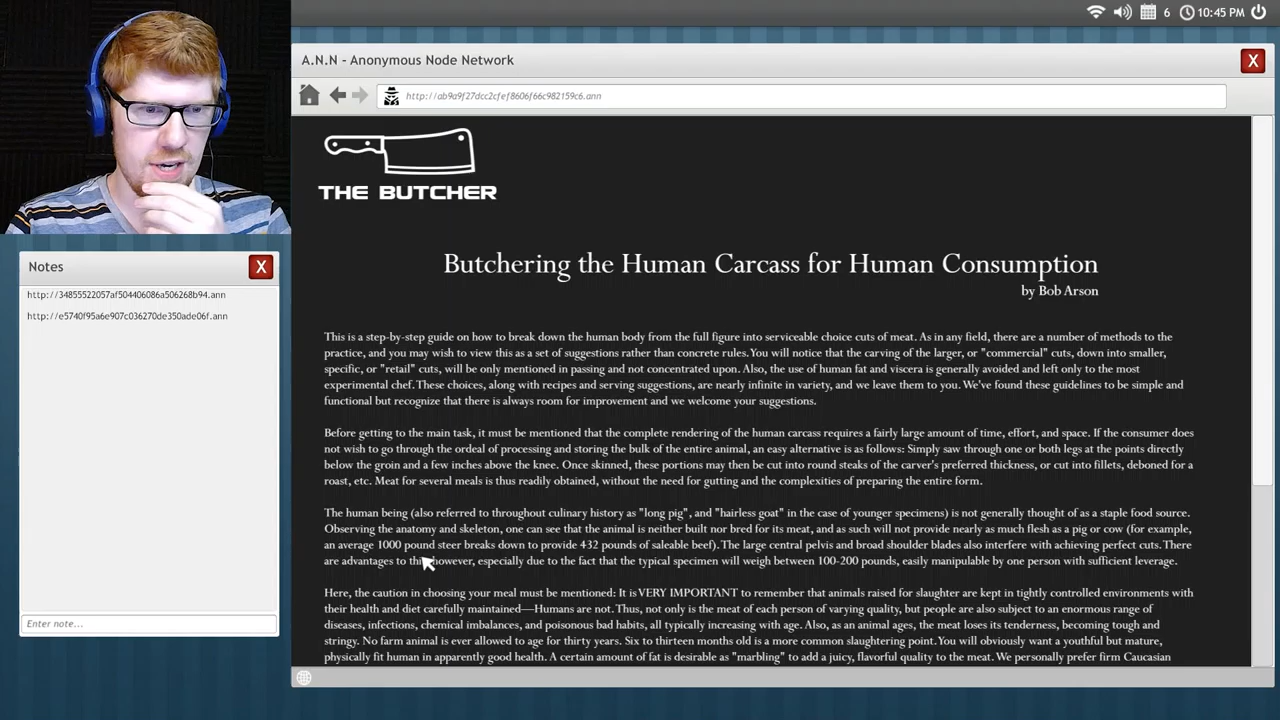 6 10:45 PM
A.N.N - Anonymous Node Network
X
http://ab9a9f27dcc2cfef8606f66c982159c6.ann
THE BUTCHER
Butchering the Human Carcass for Human Consumption
by Bob Arson
This is a step-by-step guide on how to break down the human body from the full figure into serviceable choice cuts of meat. As in any field, there are a number of methods to the
practice, and you may wish to view this as a set of suggestions rather than concrete rules. You will notice that the carving of the larger, or "commercial" cuts, down into smaller,
specific, or "retail" cuts, will be only mentioned in passing and not concentrated upon. Also, the use of human fat and viscera is generally avoided and left only to the most
experimental chef. These choices, along with recipes and serving suggestions, are nearly infinite in variety, and we leave them to you. We've found these guidelines to be simple and
functional but recognize that there is always room for improvement and we welcome your suggestions.
Before getting to the main task, it must be mentioned that the complete rendering of the human carcass requires a fairly large amount of time, effort, and space. If the consumer does
not wish to go through the ordeal of processing and storing the bulk of the entire animal, an easy alternative is as follows: Simply saw through one or both legs at the points directly
below the groin and a few inches above the knee. Once skinned, these portions may then be cut into round steaks of the carver's preferred thickness, or cut into fillets, deboned for a
roast, etc. Meat for several meals is thus readily obtained, without the need for gutting and the complexities of preparing the entire form.
The human being (also referred to throughout culinary history as "long pig", and "hairless goat" in the case of younger specimens) is not generally thought of as a staple food source.
Observing the anatomy and skeleton, one can see that the animal is neither built nor bred for its meat, and as such will not provide nearly as much flesh as a pig or cow (for example,
an average 1000 pound steer breaks down to provide 432 pounds of saleable beef). The large central pelvis and broad shoulder blades also interfere with achieving perfect cuts. There
are advantages to however, especially due to the fact that the typical specimen will weigh between 100-200 pounds, easily manipulable by one person with sufficient leverage.
Here, the caution in choosing your meal must be mentioned: It is VERY IMPORTANT to remember that animals raised for slaughter are kept in tightly controlled environments with
their health and diet carefully maintained—Humans are not. Thus, not only is the meat of each person of varying quality, but people are also subject to an enormous range of
diseases, infections, chemical imbalances, and poisonous bad habits, all typically increasing with age. Also, as an animal ages, the meat loses its tenderness, becoming tough and
stringy. No farm animal is ever allowed to age for thirty years. Six to thirteen months old is a more common slaughtering point. You will obviously want a youthful but mature,
physically fit human in apparently good health. A certain amount of fat is desirable as "marbling" to add a juicy, flavorful quality to the meat. We personally prefer firm Caucasian
Notes
X
http://34855522057af504406086a506268b94.ann
http://e5740f95a6e907c036270de350ade06f.ann
Enter note...